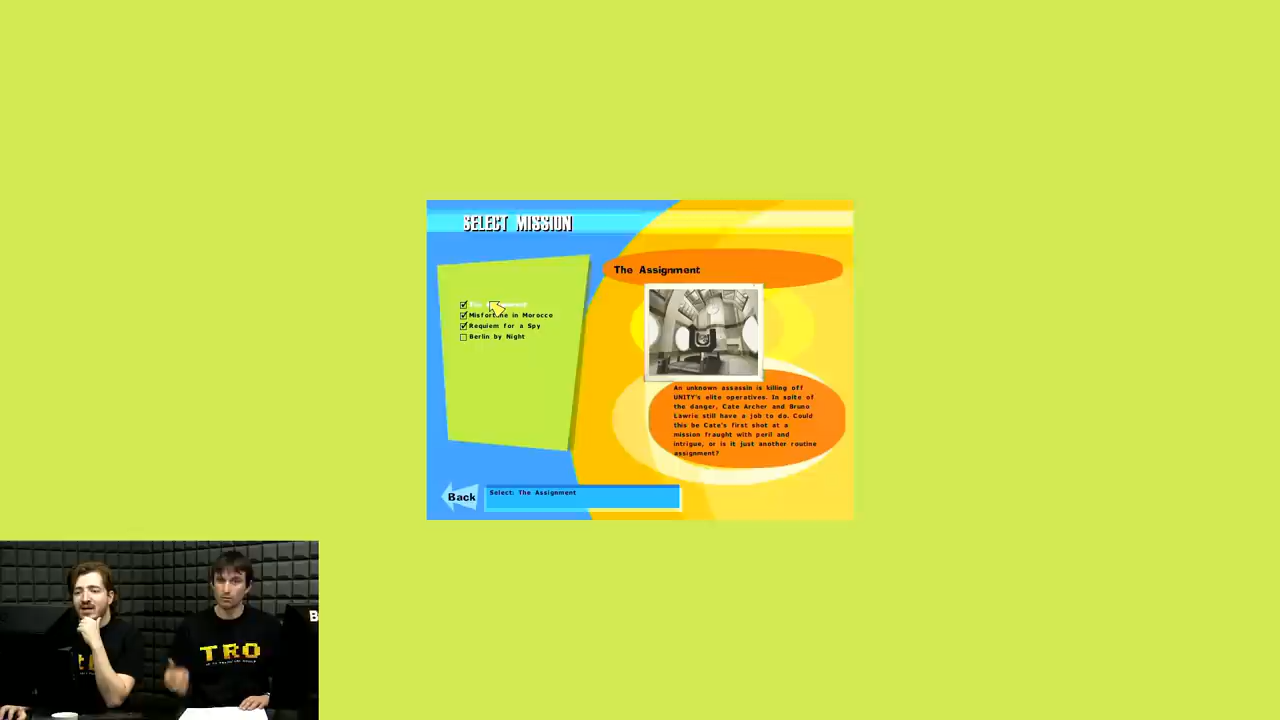 SELECT MISSION
The Assignment
Misfortune in Morocco
Requiem for a Spy
Berlin by Night
An unknown assassin is killing off
UNITY's elite operatives. In spite of
the danger, Cate Archer and Bruno
Lawrie still have a job to do. Could
this be Cate's first shot at a
mission fraught with peril and
intrigue, or is it just another routine
assignment?
Back
Select: The Assignment
TRO